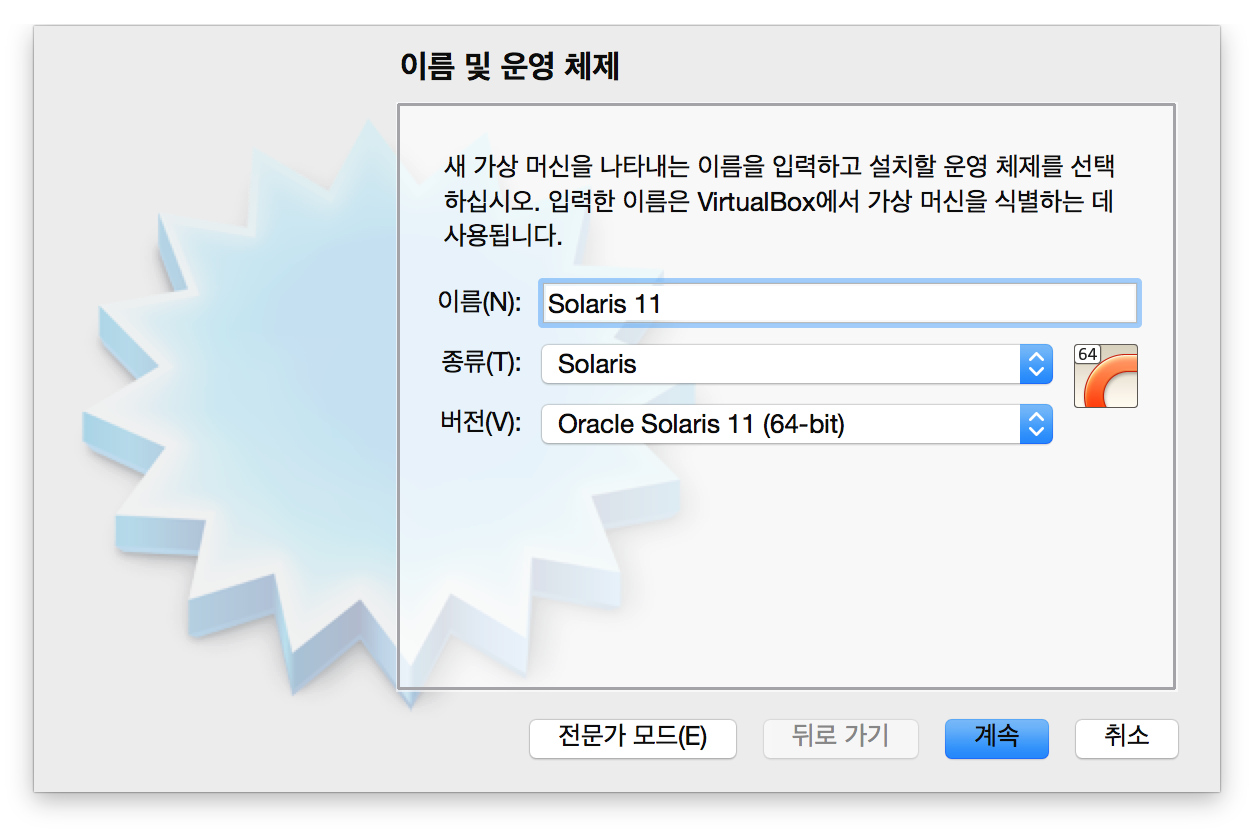 이름 및 운영 체제
새 가상 머신을 나타내는 이름을 입력하고 설치할 운영 체제를 선택
하십시오. 입력한 이름은 VirtualBox에서 가상 머신을 식별하는 데
사용됩니다.
이름(N): Solaris 11
종류(T): Solaris
64
버전(V): Oracle Solaris 11 (64-bit)
전문가 모드(E) 뒤로 가기 계속 취소